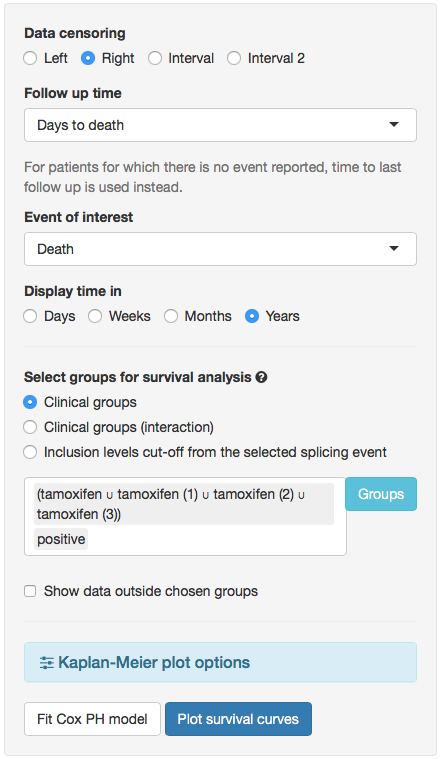 Data censoring
Left Right Interval Interval 2
Follow up time
Days to death
For patients for which there is no event reported, time to last
follow up is used instead.
Event of interest
Death
Display time in
Days Weeks Months Years
Select groups for survival analysis ?
Clinical groups
Clinical groups (interaction)
Inclusion levels cut-off from the selected splicing event
(tamoxifen ∪ tamoxifen (1) ∪ tamoxifen (2) ∪
tamoxifen (3))
positive
Groups
Show data outside chosen groups
Kaplan-Meier plot options
Fit Cox PH model Plot survival curves